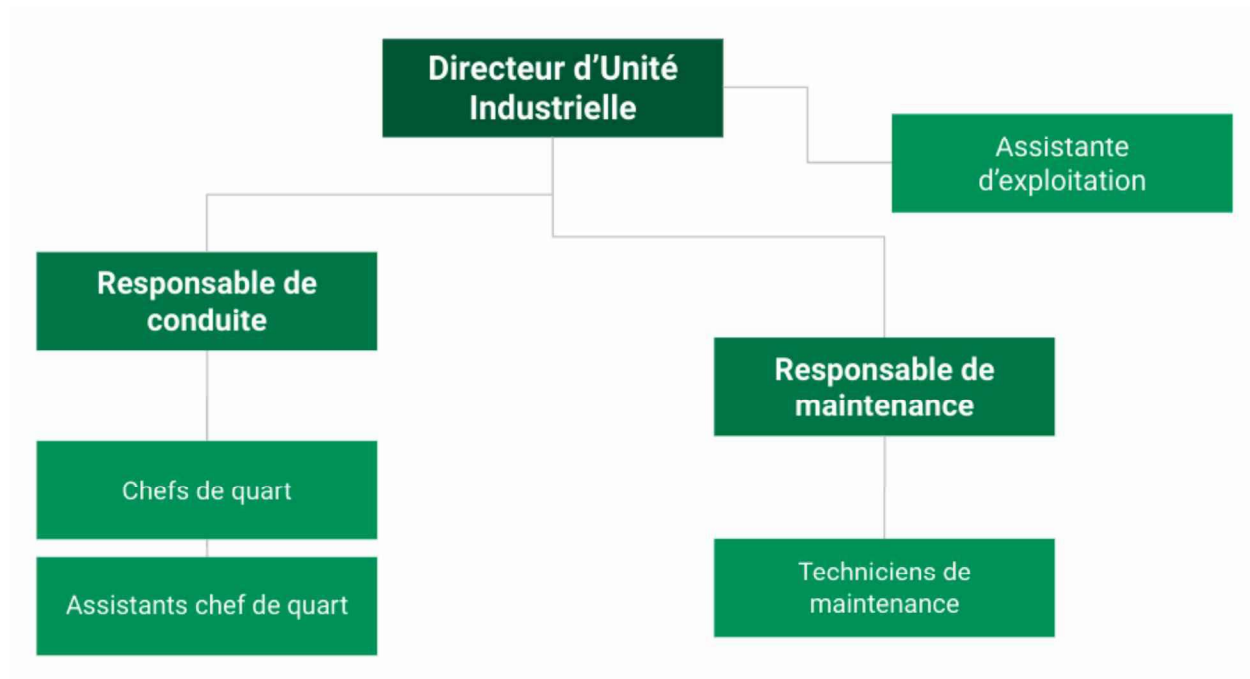 Directeur d’Unité
Industrielle
Assistante
d’exploitation
Responsable de
conduite
Responsable de
maintenance
Chefs de quart
Techniciens de
maintenance
Assistants chef de quart